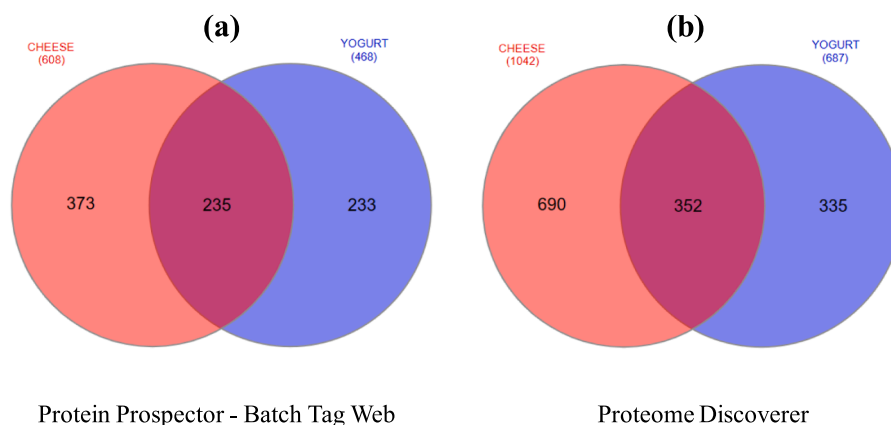 (a)
CHEESE
(608)
YOGURT
(468)
373
235
233
Protein Prospector - Batch Tag Web
(b)
CHEESE
(1042)
YOGURT
(687)
690
352
335
Proteome Discoverer